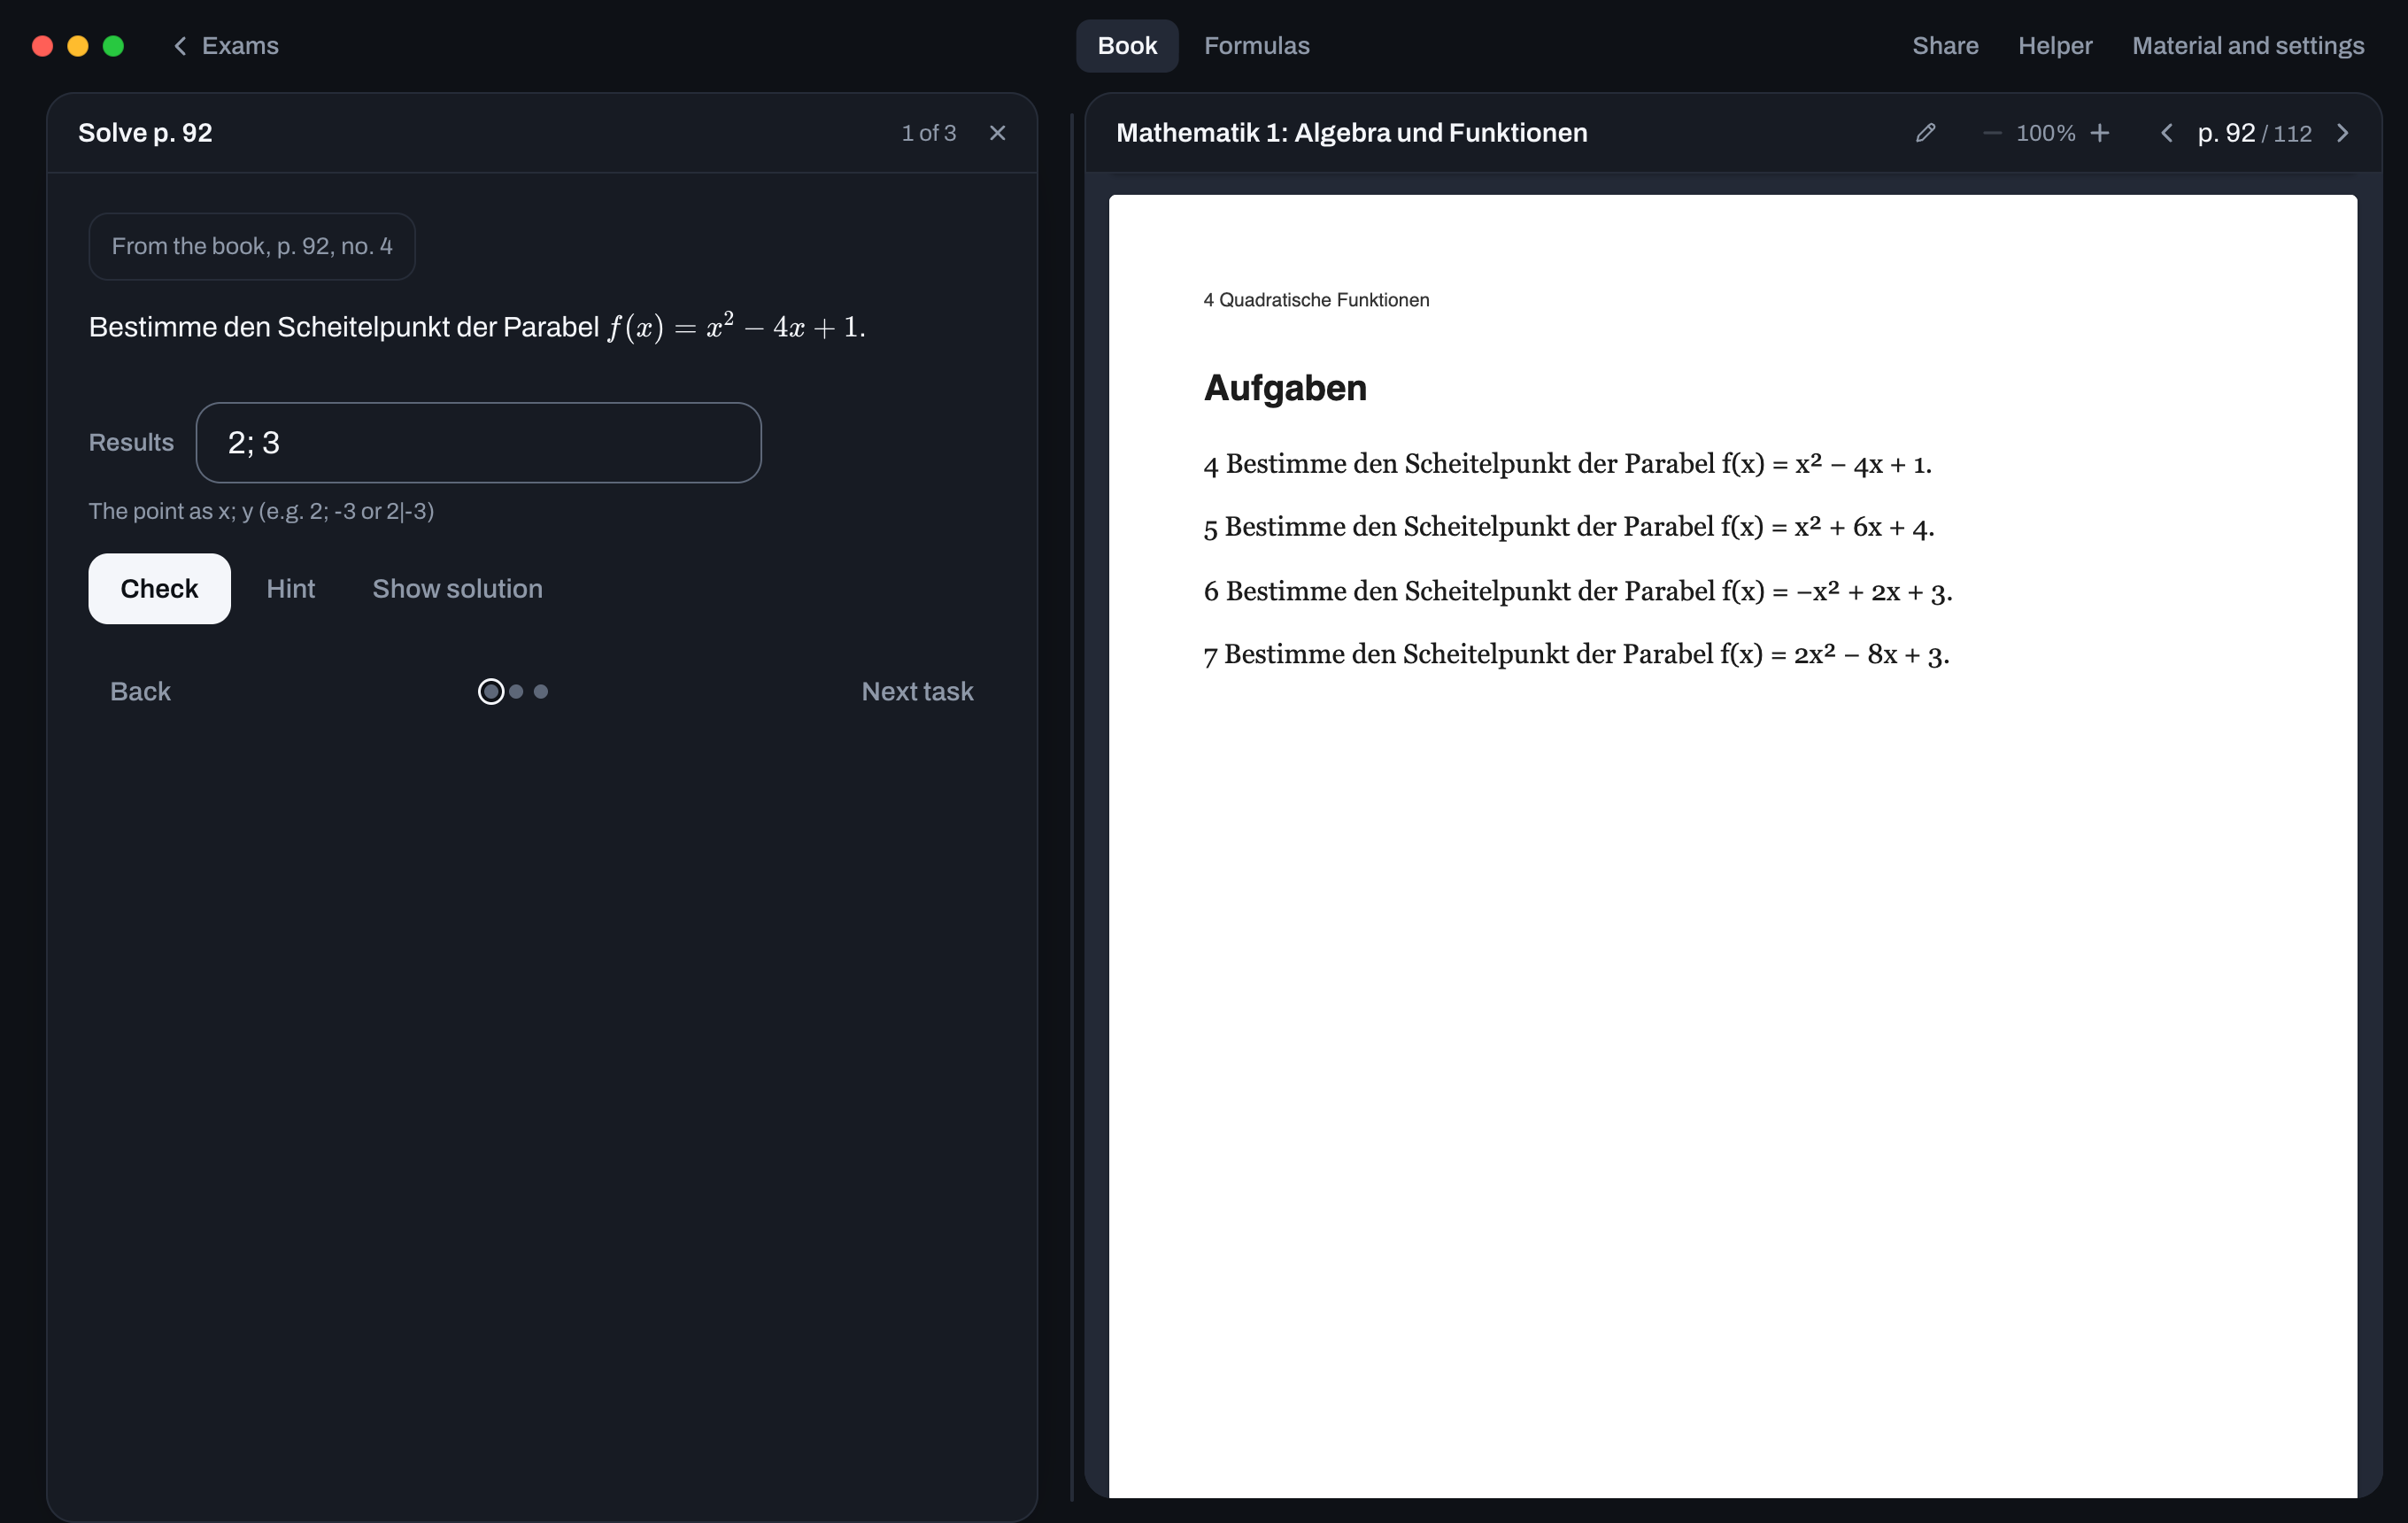 Exams
Book
Formulas
Share
Helper
Material and settings
Solve p. 92
1 of 3
From the book, p. 92, no. 4
Bestimme den Scheitelpunkt der Parabel f(x) = x² − 4x + 1.
Results
2; 3
The point as x; y (e.g. 2; -3 or 2|-3)
Check
Hint
Show solution
Back
Next task
Mathematik 1: Algebra und Funktionen
100%
p. 92 / 112
4 Quadratische Funktionen
Aufgaben
4 Bestimme den Scheitelpunkt der Parabel f(x) = x² − 4x + 1.
5 Bestimme den Scheitelpunkt der Parabel f(x) = x² + 6x + 4.
6 Bestimme den Scheitelpunkt der Parabel f(x) = −x² + 2x + 3.
7 Bestimme den Scheitelpunkt der Parabel f(x) = 2x² − 8x + 3.